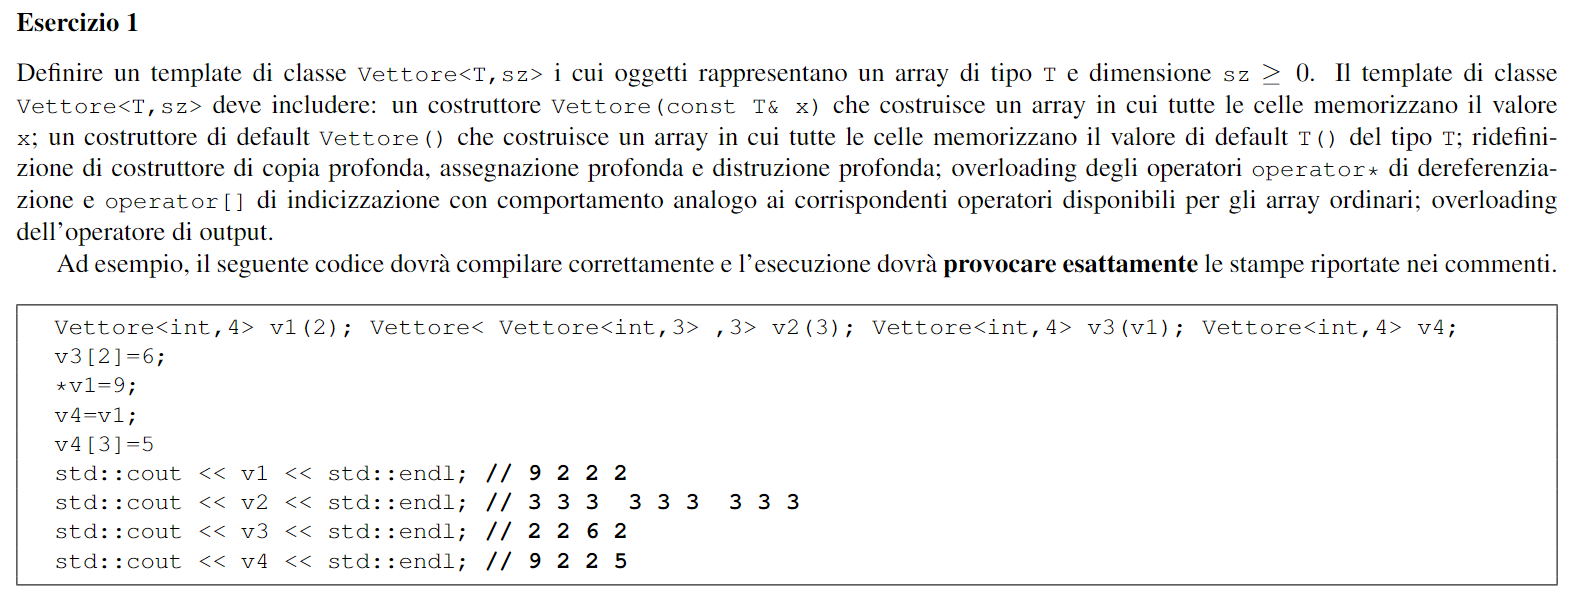 Esercizio 1
Definire un template di classe Vettore<T,sz> i cui oggetti rappresentano un array di tipo T e dimensione sz ≥ 0. Il template di classe
Vettore<T,sz> deve includere: un costruttore Vettore(const T& x) che costruisce un array in cui tutte le celle memorizzano il valore
x; un costruttore di default Vettore() che costruisce un array in cui tutte le celle memorizzano il valore di default T() del tipo T; ridefini-
zione di costruttore di copia profonda, assegnazione profonda e distruzione profonda; overloading degli operatori operator* di dereferenzia-
zione e operator[] di indicizzazione con comportamento analogo ai corrispondenti operatori disponibili per gli array ordinari; overloading
dell'operatore di output.
Ad esempio, il seguente codice dovrà compilare correttamente e l'esecuzione dovrà provocare esattamente le stampe riportate nei commenti.
Vettore<int,4> v1(2); Vettore< Vettore<int,3> ,3> v2(3); Vettore<int,4> v3(v1); Vettore<int,4> v4;
v3[2]=6;
*v1=9;
v4=v1;
v4[3]=5
std::cout << v1 << std::endl; // 9 2 2 2
std::cout << v2 << std::endl; // 3 3 3  3 3 3  3 3 3
std::cout << v3 << std::endl; // 2 2 6 2
std::cout << v4 << std::endl; // 9 2 2 5